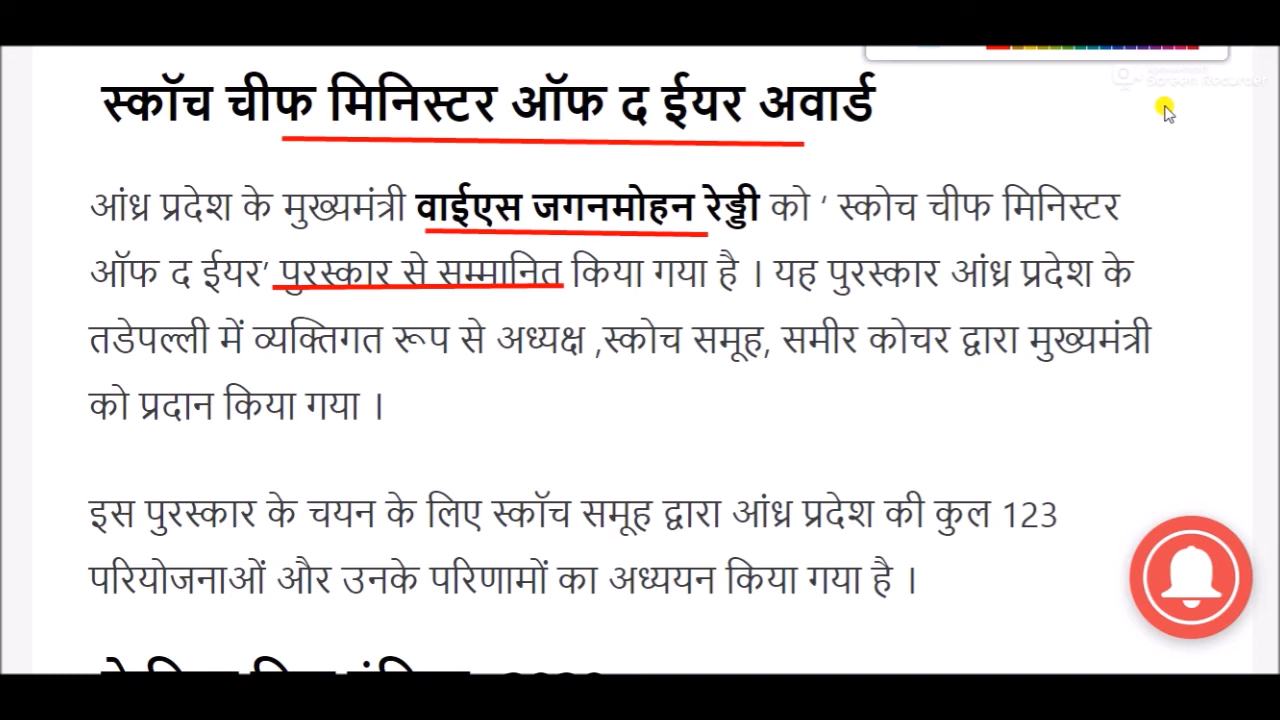 स्कॉच चीफ मिनिस्टर ऑफ द ईयर अवार्ड
आंध्र प्रदेश के मुख्यमंत्री वाईएस जगनमोहन रेड्डी को ‘ स्कोच चीफ मिनिस्टर
ऑफ द ईयर’ पुरस्कार से सम्मानित किया गया है । यह पुरस्कार आंध्र प्रदेश के
तडेपल्ली में व्यक्तिगत रूप से अध्यक्ष ,स्कोच समूह, समीर कोचर द्वारा मुख्यमंत्री
को प्रदान किया गया ।
इस पुरस्कार के चयन के लिए स्कॉच समूह द्वारा आंध्र प्रदेश की कुल 123
परियोजनाओं और उनके परिणामों का अध्ययन किया गया है ।
Screen Recorder